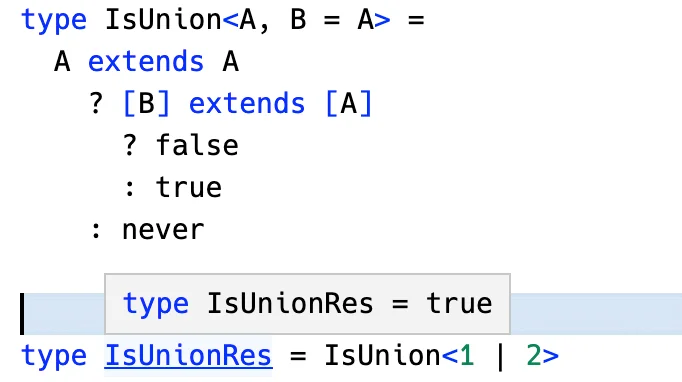 type IsUnion<A, B = A> =
  A extends A
    ? [B] extends [A]
      ? false
      : true
    : never
type IsUnionRes = true
type IsUnionRes = IsUnion<1 | 2>